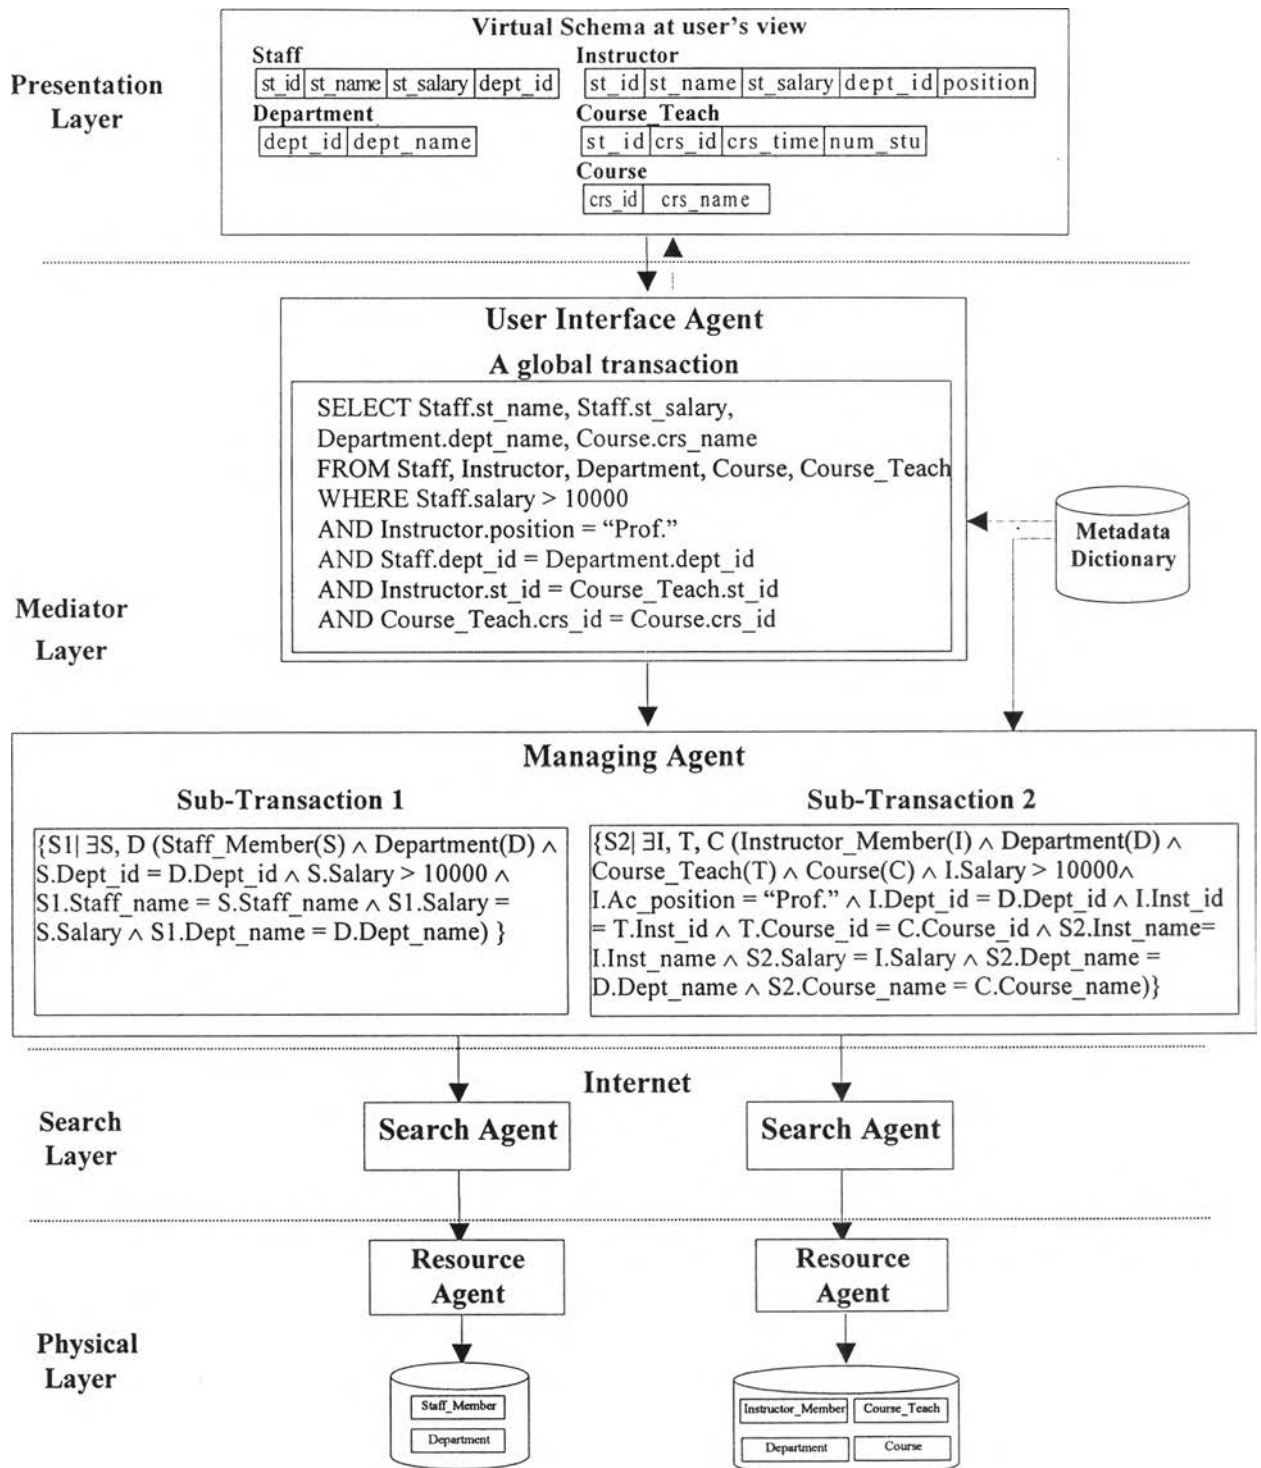 Virtual Schema at user's view
Presentation
Layer
Staff
st_id st_name st_salary dept_id
Department
dept_id dept_name
Instructor
st_id st_name st_salary dept_id position
Course_Teach
st_id crs_id crs_time num_stu
Course
crs_id crs_name
Mediator
Layer
User Interface Agent
A global transaction
SELECT Staff.st_name, Staff.st_salary,
Department.dept_name, Course.crs_name
FROM Staff, Instructor, Department, Course, Course_Teach
WHERE Staff.salary > 10000
AND Instructor.position = “Prof.”
AND Staff.dept_id = Department.dept_id
AND Instructor.st_id = Course_Teach.st_id
AND Course_Teach.crs_id = Course.crs_id
Metadata
Dictionary
Managing Agent
Sub-Transaction 1
{S1| ∃S, D (Staff_Member(S) ∧ Department(D) ∧
S.Dept_id = D.Dept_id ∧ S.Salary > 10000 ∧
S1.Staff_name = S.Staff_name ∧ S1.Salary =
S.Salary ∧ S1.Dept_name = D.Dept_name) }
Sub-Transaction 2
{S2| ∃I, T, C (Instructor_Member(I) ∧ Department(D) ∧
Course_Teach(T) ∧ Course(C) ∧ I.Salary > 10000∧
I.Ac_position = “Prof.” ∧ I.Dept_id = D.Dept_id ∧ I.Inst_id
= T.Inst_id ∧ T.Course_id = C.Course_id ∧ S2.Inst_name=
I.Inst_name ∧ S2.Salary = I.Salary ∧ S2.Dept_name =
D.Dept_name ∧ S2.Course_name = C.Course_name)}
Internet
Search
Layer
Search Agent
Search Agent
Physical
Layer
Resource
Agent
Resource
Agent
Staff_Member
Department
Instructor_Member Course_Teach
Department Course